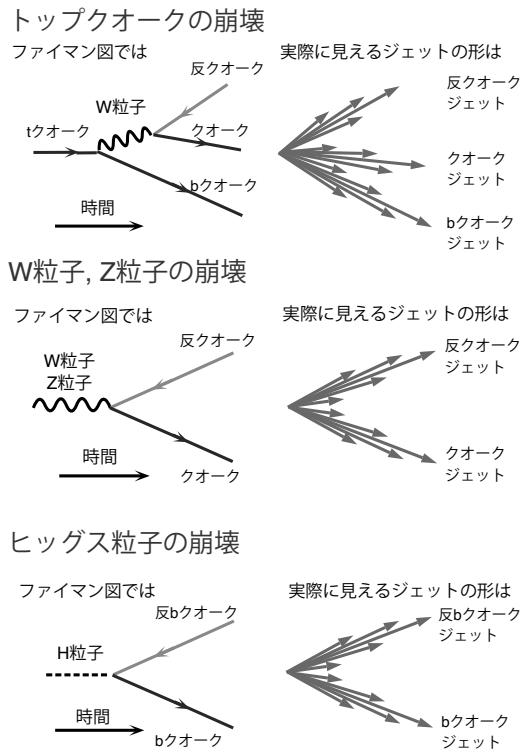 トップクオークの崩壊
ファイマン図では
実際に見えるジェットの形は
反クオーク
W粒子
tクオーク
クオーク
bクオーク
時間
反クオーク
ジェット
クオーク
ジェット
bクオーク
ジェット
W粒子, Z粒子の崩壊
ファイマン図では
実際に見えるジェットの形は
反クオーク
W粒子
Z粒子
時間
クオーク
反クオーク
ジェット
クオーク
ジェット
ヒッグス粒子の崩壊
ファイマン図では
実際に見えるジェットの形は
反bクオーク
H粒子
時間
bクオーク
反bクオーク
ジェット
bクオーク
ジェット